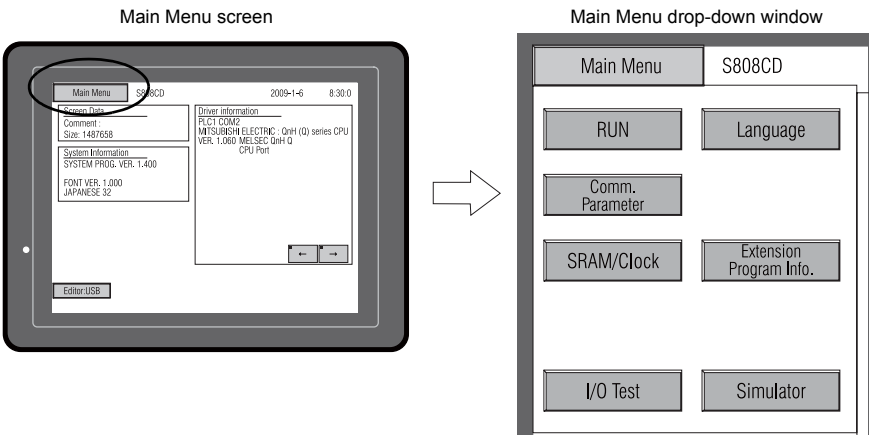 Main Menu screen
Main Menu S808CD 2009-1-6 8:30:0
Screen Data
Comment :
Size: 1487658
System Information
SYSTEM PROG. VER. 1.400
FONT VER. 1.000
JAPANESE 32
Driver information
PLC1 COM2
MITSUBISHI ELECTRIC : QnH (Q) series CPU
VER. 1.060 MELSEC QnH Q
CPU Port
← →
Editor:USB
Main Menu drop-down window
Main Menu S808CD
RUN Language
Comm.
Parameter
SRAM/Clock
Extension
Program Info.
I/O Test Simulator